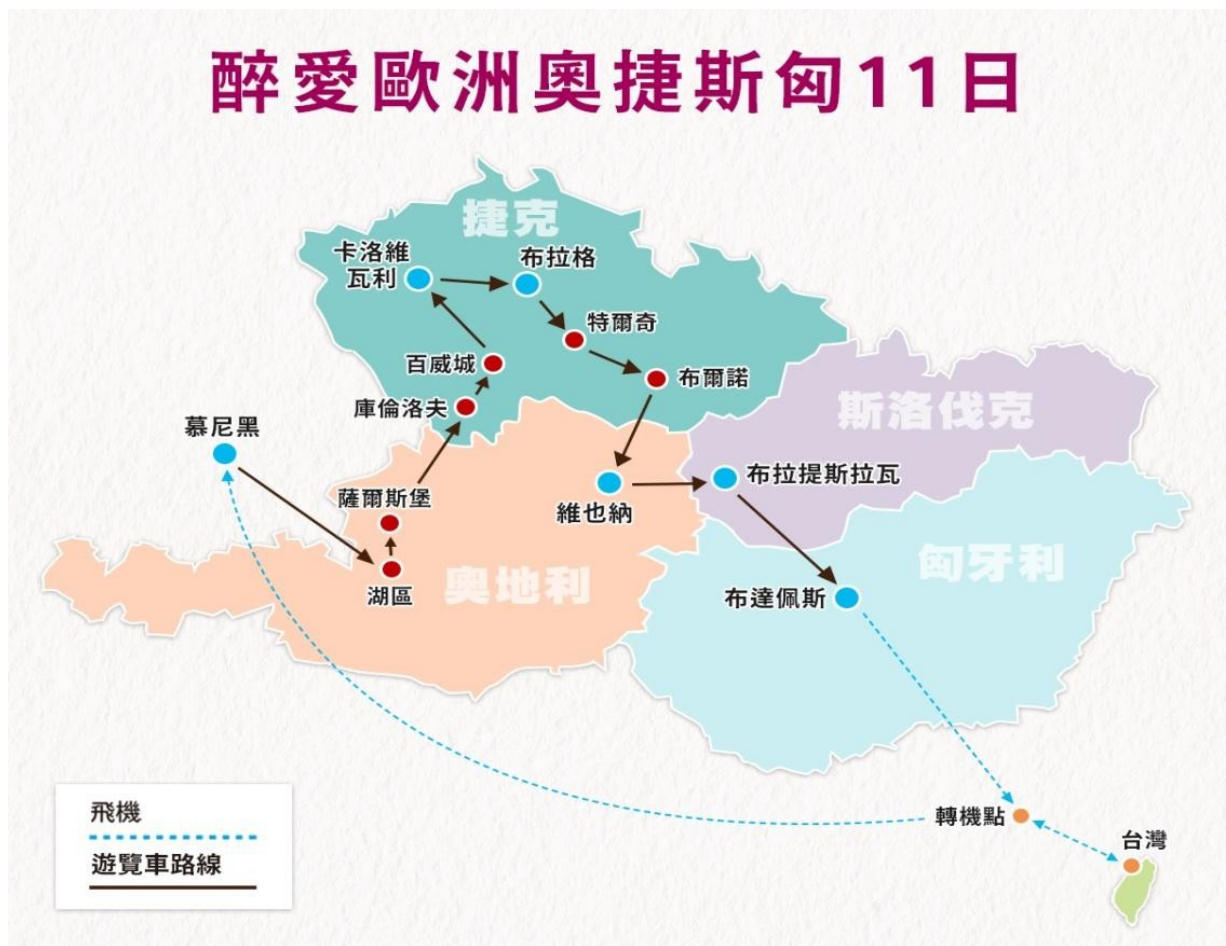 醉愛歐洲奧捷斯匈11日
捷克
卡洛維
瓦利
布拉格
特爾奇
百威城
布爾諾
庫倫洛夫
斯洛伐克
慕尼黑
布拉提斯拉瓦
薩爾斯堡
維也納
匈牙利
奧地利
湖區
布達佩斯
飛機
轉機點
台灣
遊覽車路線